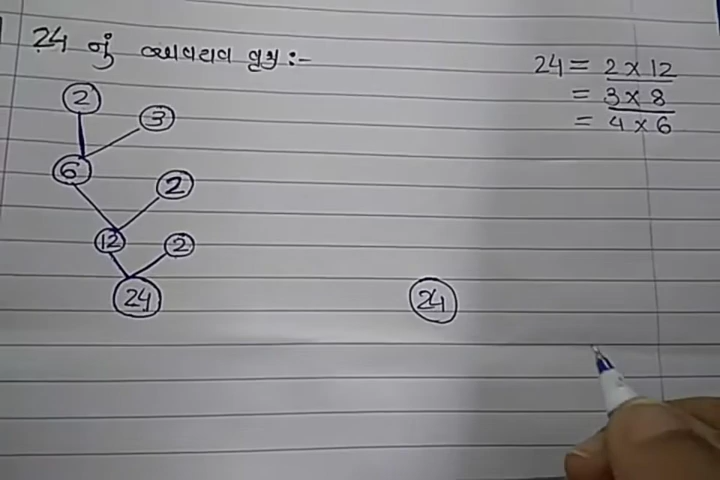 24 નું અવયવ વૃક્ષ :-
24 = 2 × 12
= 3 × 8
= 4 × 6
2
3
6
2
12
2
24
24